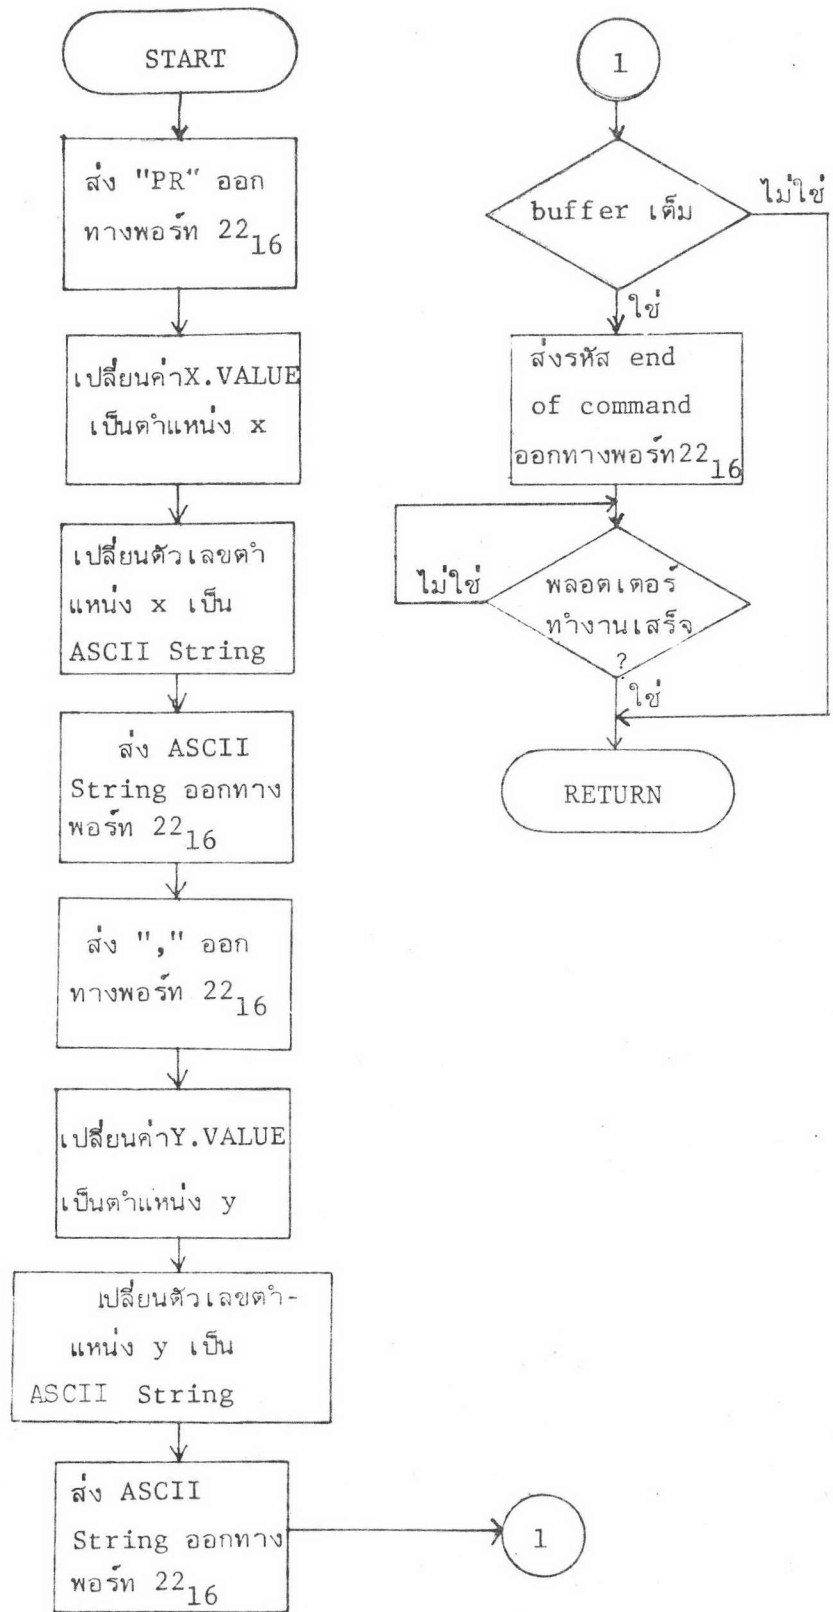 START
ส่ง "PR" ออก
ทางพอร์ท 22₁₆
เปลี่ยนค่าX.VALUE
เป็นตำแหน่ง x
เปลี่ยนตัวเลขตำ
แหน่ง x เป็น
ASCII String
ส่ง ASCII
String ออกทาง
พอร์ท 22₁₆
ส่ง "," ออก
ทางพอร์ท 22₁₆
เปลี่ยนค่าY.VALUE
เป็นตำแหน่ง y
เปลี่ยนตัวเลขตำ-
แหน่ง y เป็น
ASCII String
ส่ง ASCII
String ออกทาง
พอร์ท 22₁₆
1
1
buffer เต็ม
ไม่ใช่
ใช่
ส่งรหัส end
of command
ออกทางพอร์ท22₁₆
ไม่ใช่
พลอตเตอร์
ทำงานเสร็จ
?
ใช่
RETURN